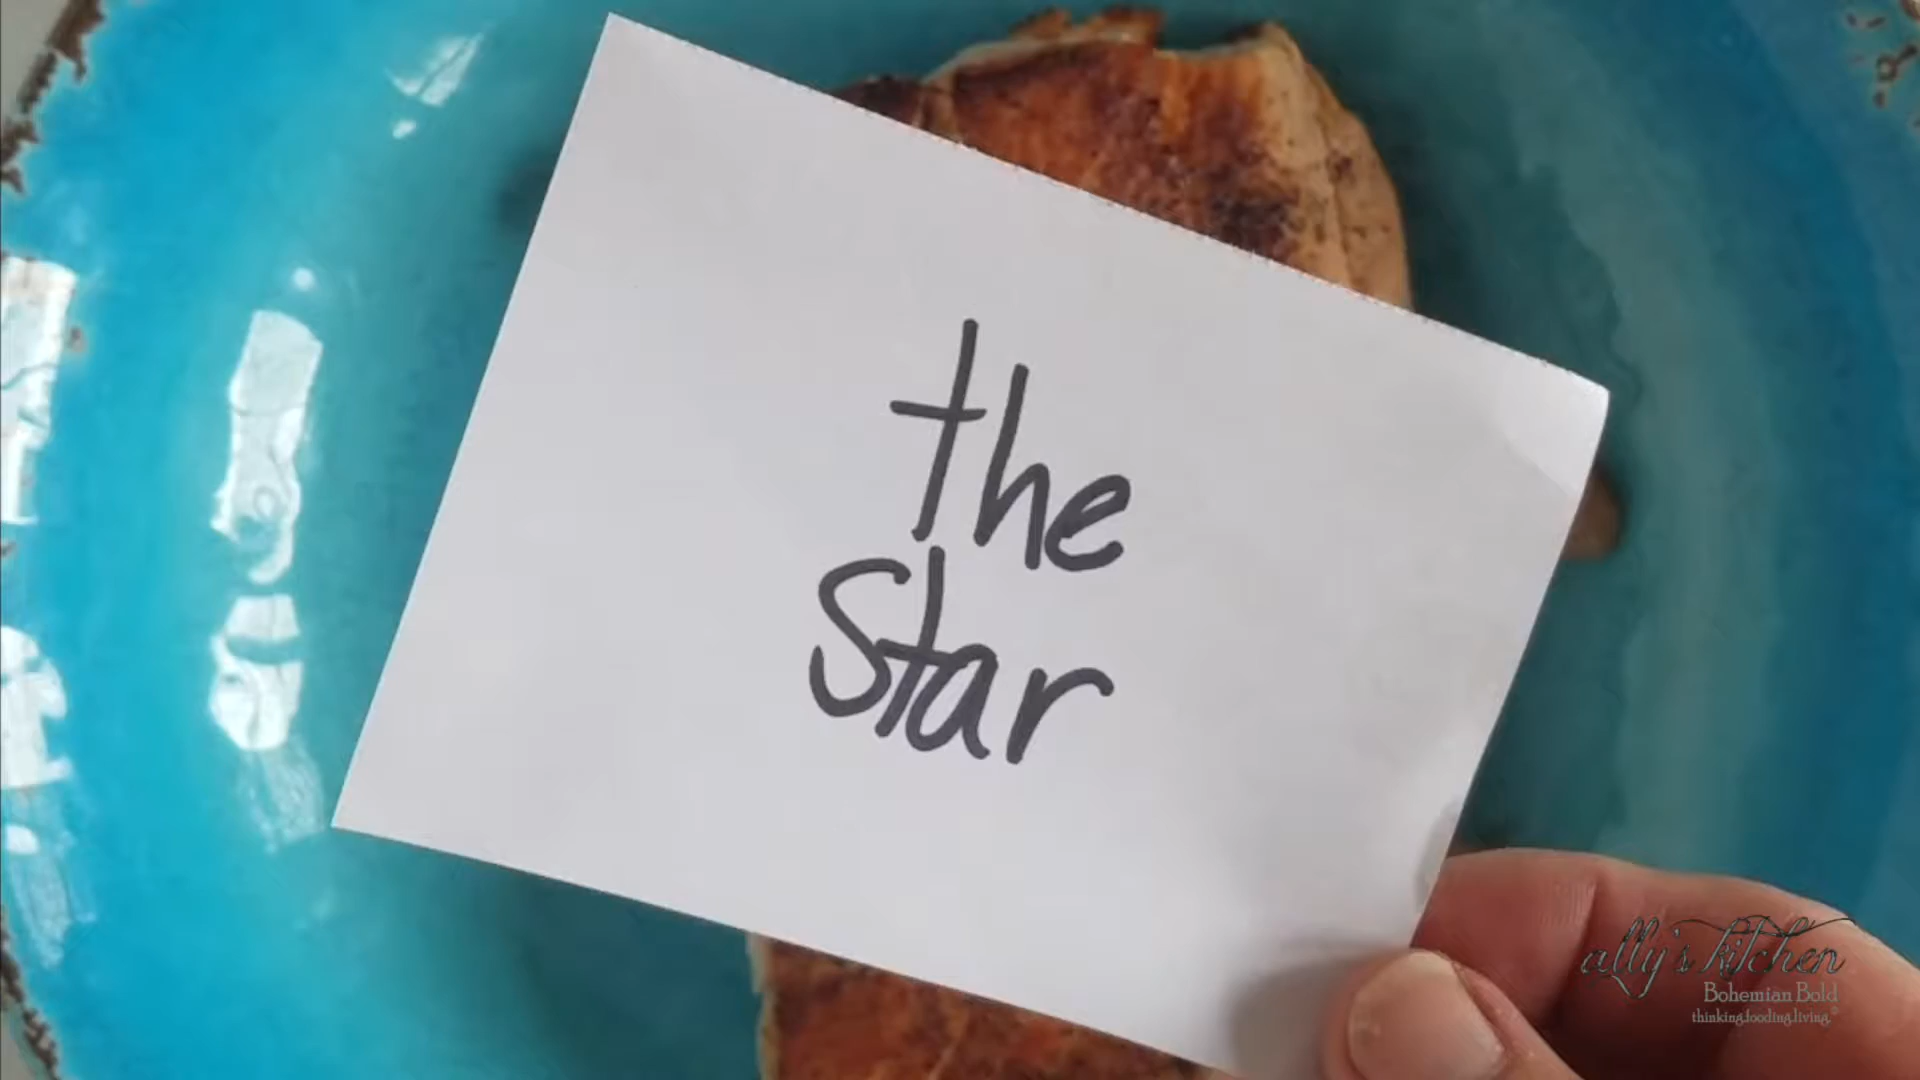 the
Star
ally's kitchen
Bohemian Bold
thinking.fooding.living.©